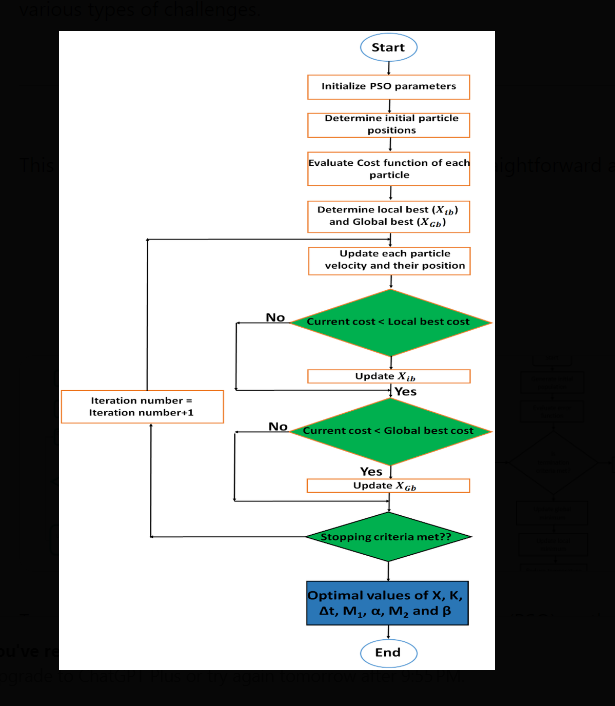 various types of challenges
Start
Initialize PSO parameters
Determine initial particle
positions
This
Evaluate Cost function of each
particle
Determine local best (X_lb)
and Global best (X_Gb)
Update each particle
velocity and their position
No
Current cost < Local best cost
Update X_ib
Yes
Iteration number =
Iteration number+1
No
Current cost < Global best cost
Yes
Update X_Gb
Stopping criteria met??
Optimal values of X, K,
Δt, M₁, α, M₂ and β
End